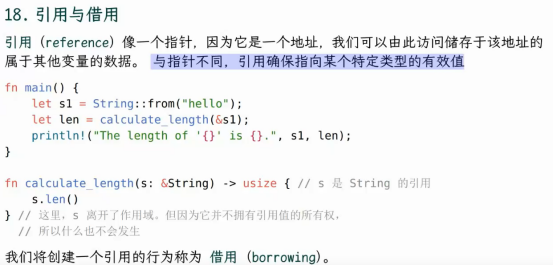 18. 引用与借用
引用 (reference) 像一个指针，因为它是一个地址，我们可以由此访问储存于该地址的
属于其他变量的数据。 与指针不同，引用确保指向某个特定类型的有效值
fn main() {
    let s1 = String::from("hello");
    let len = calculate_length(&s1);
    println!("The length of '{}' is {}.", s1, len);
}
fn calculate_length(s: &String) -> usize { // s 是 String 的引用
    s.len()
} // 这里，s 离开了作用域。但因为它并不拥有引用值的所有权，
  // 所以什么也不会发生
我们将创建一个引用的行为称为 借用 (borrowing)。